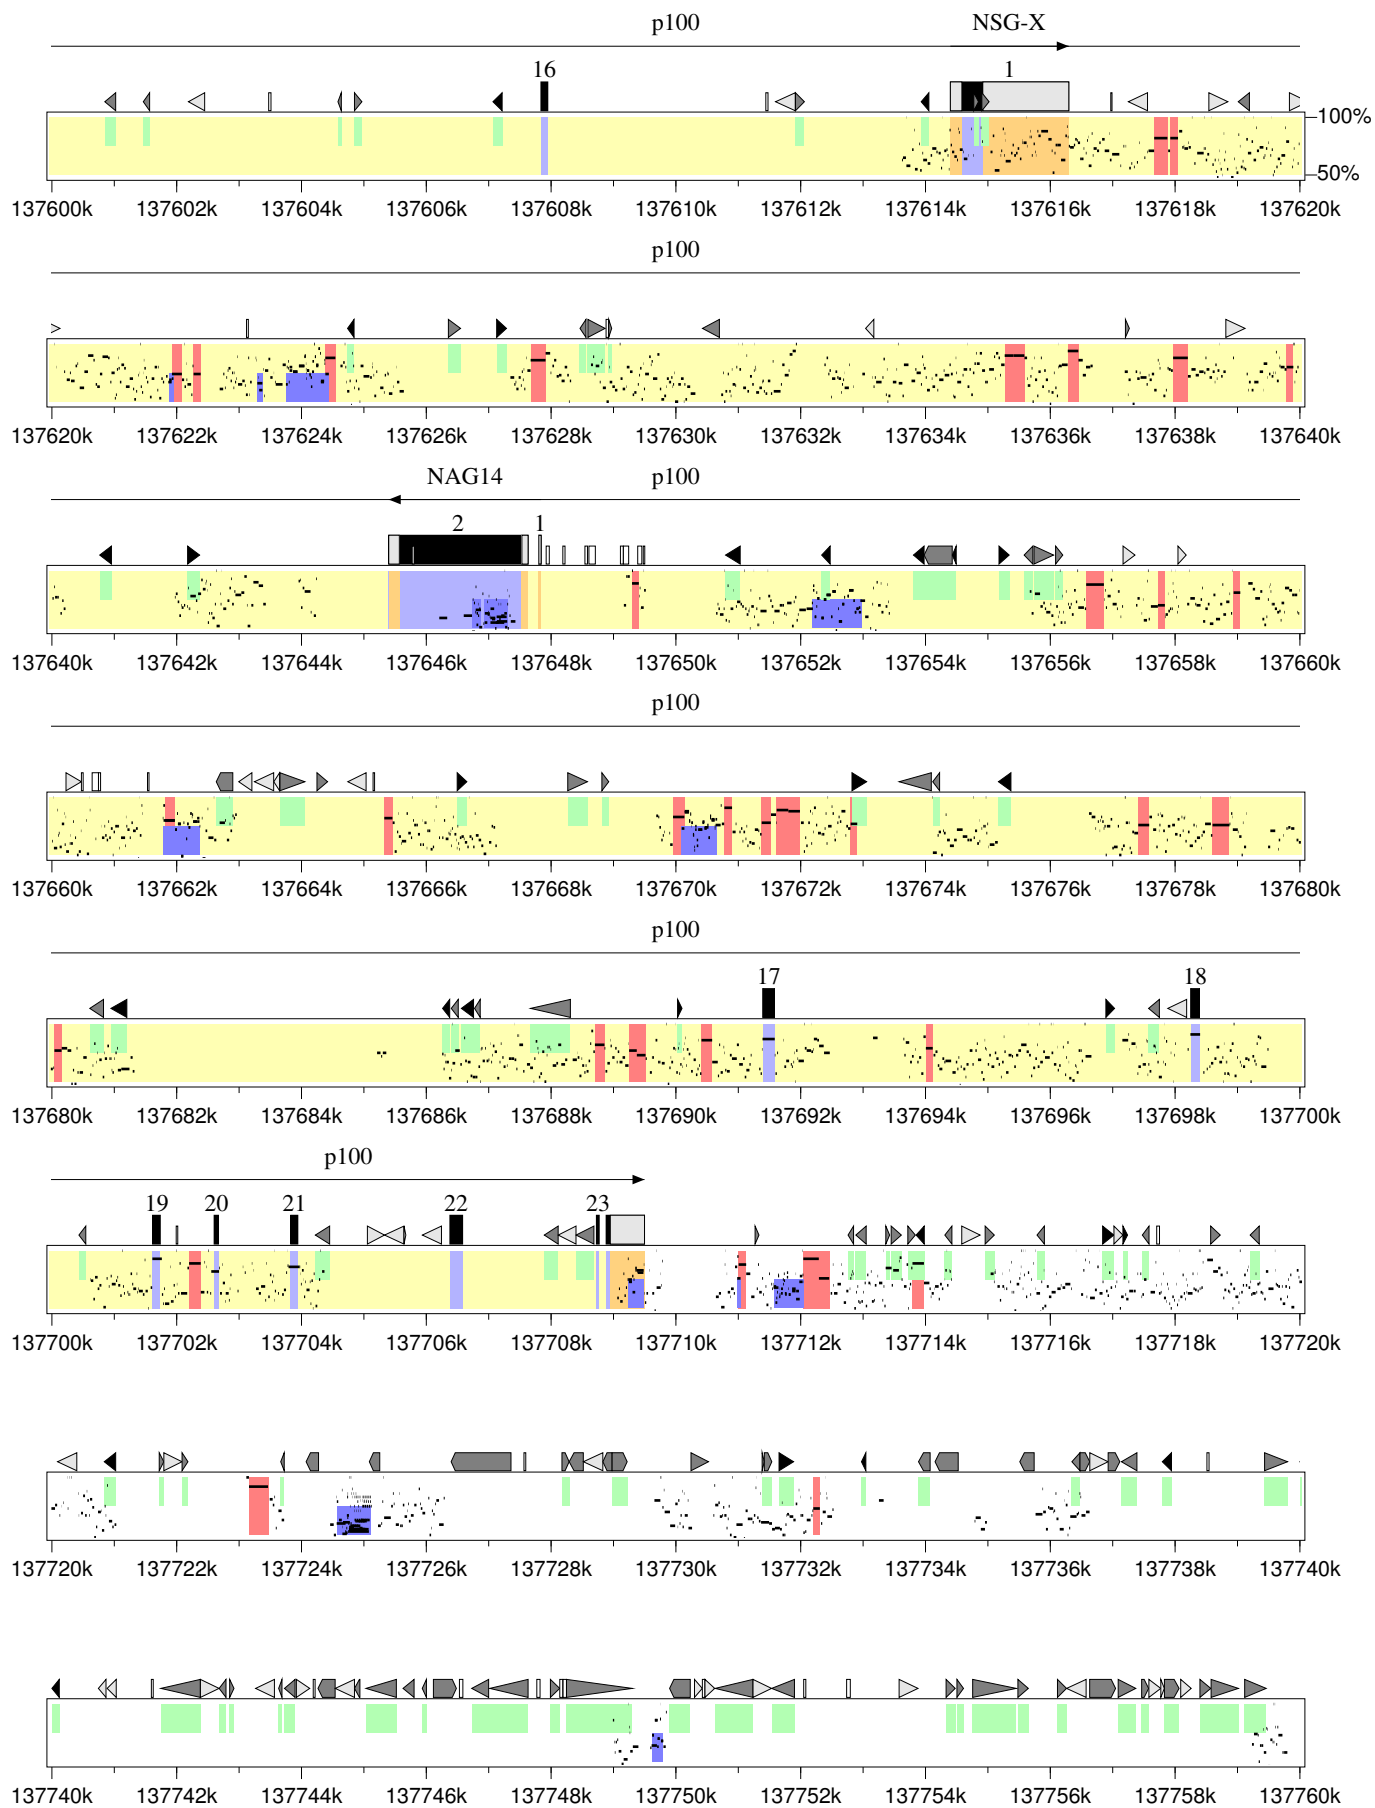 p100 NSG-X
16 1
100%
50%
137600k 137602k 137604k 137606k 137608k 137610k 137612k 137614k 137616k 137618k 137620k
p100
137620k 137622k 137624k 137626k 137628k 137630k 137632k 137634k 137636k 137638k 137640k
NAG14 p100
2 1
137640k 137642k 137644k 137646k 137648k 137650k 137652k 137654k 137656k 137658k 137660k
p100
137660k 137662k 137664k 137666k 137668k 137670k 137672k 137674k 137676k 137678k 137680k
p100
17 18
137680k 137682k 137684k 137686k 137688k 137690k 137692k 137694k 137696k 137698k 137700k
p100
19 20 21 22 23
137700k 137702k 137704k 137706k 137708k 137710k 137712k 137714k 137716k 137718k 137720k
137720k 137722k 137724k 137726k 137728k 137730k 137732k 137734k 137736k 137738k 137740k
137740k 137742k 137744k 137746k 137748k 137750k 137752k 137754k 137756k 137758k 137760k